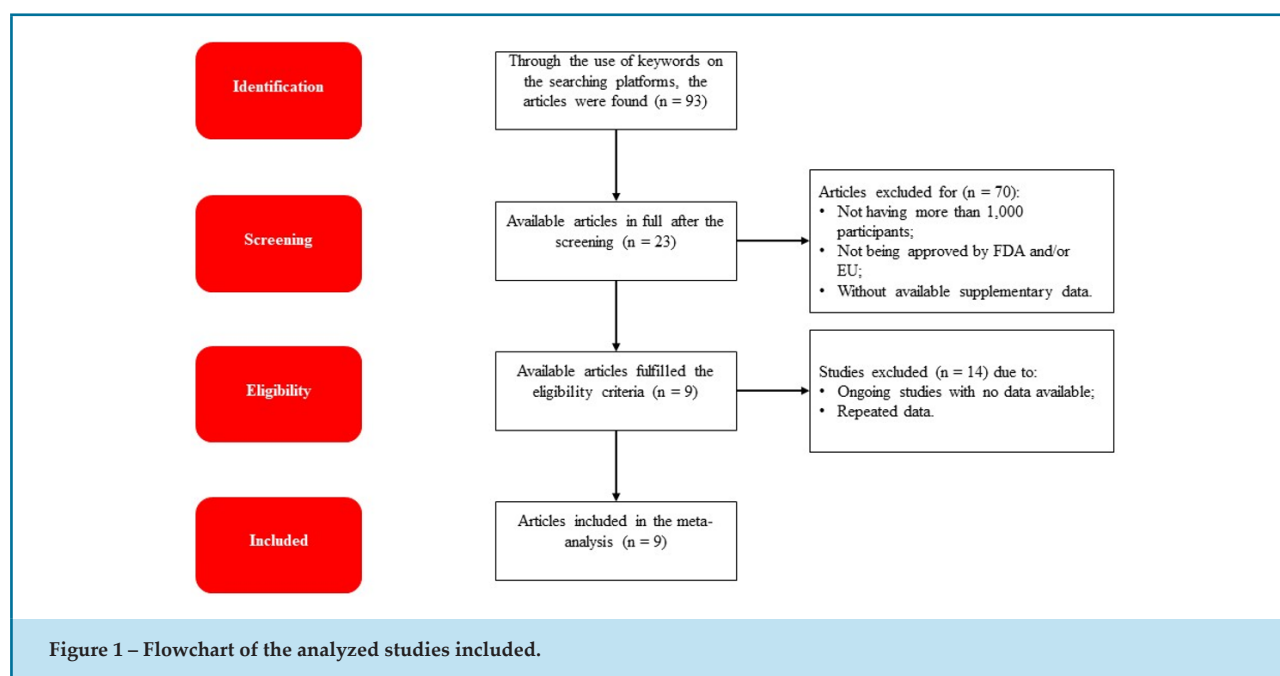 Identification
Through the use of keywords on
the searching platforms, the
articles were found (n = 93)
Screening
Available articles in full after the
screening (n = 23)
Articles excluded for (n = 70):
• Not having more than 1,000
participants;
• Not being approved by FDA and/or
EU;
• Without available supplementary data.
Eligibility
Available articles fulfilled the
eligibility criteria (n = 9)
Studies excluded (n = 14) due to:
• Ongoing studies with no data available;
• Repeated data.
Included
Articles included in the meta-
analysis (n = 9)
Figure 1 – Flowchart of the analyzed studies included.